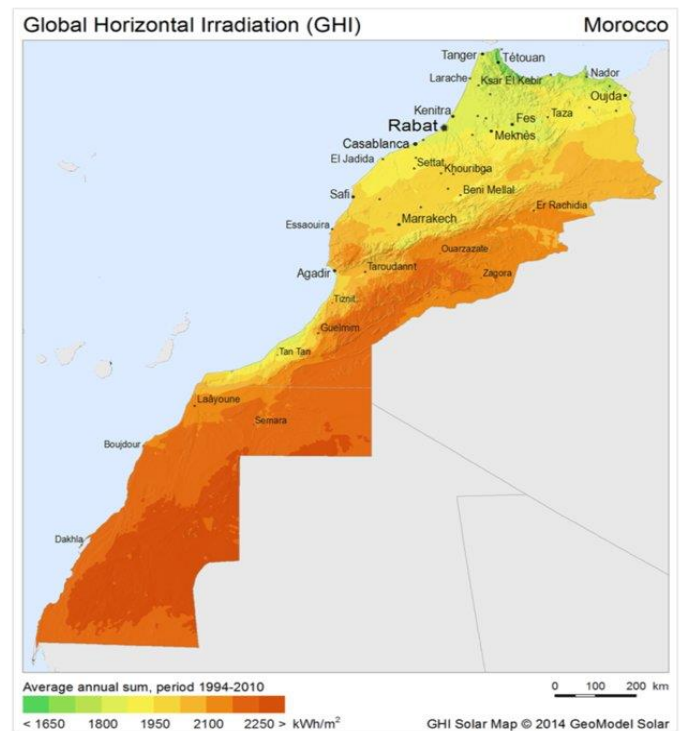 Global Horizontal Irradiation (GHI) Morocco
Tanger
Tétouan
Larache
Ksar El Kebir
Nador
Oujda
Kenitra
Fes
Taza
Rabat
Meknès
Casablanca
El Jadida
Settat
Khouribga
Safi
Beni Mellal
Er Rachidia
Essaouira
Marrakech
Ouarzazate
Agadir
Taroudannt
Zagora
Tiznit
Guelmim
Tan Tan
Laâyoune
Semara
Boujdour
Dakhla
Average annual sum, period 1994-2010
0 100 200 km
< 1650 1800 1950 2100 2250 > kWh/m²
GHI Solar Map © 2014 GeoModel Solar